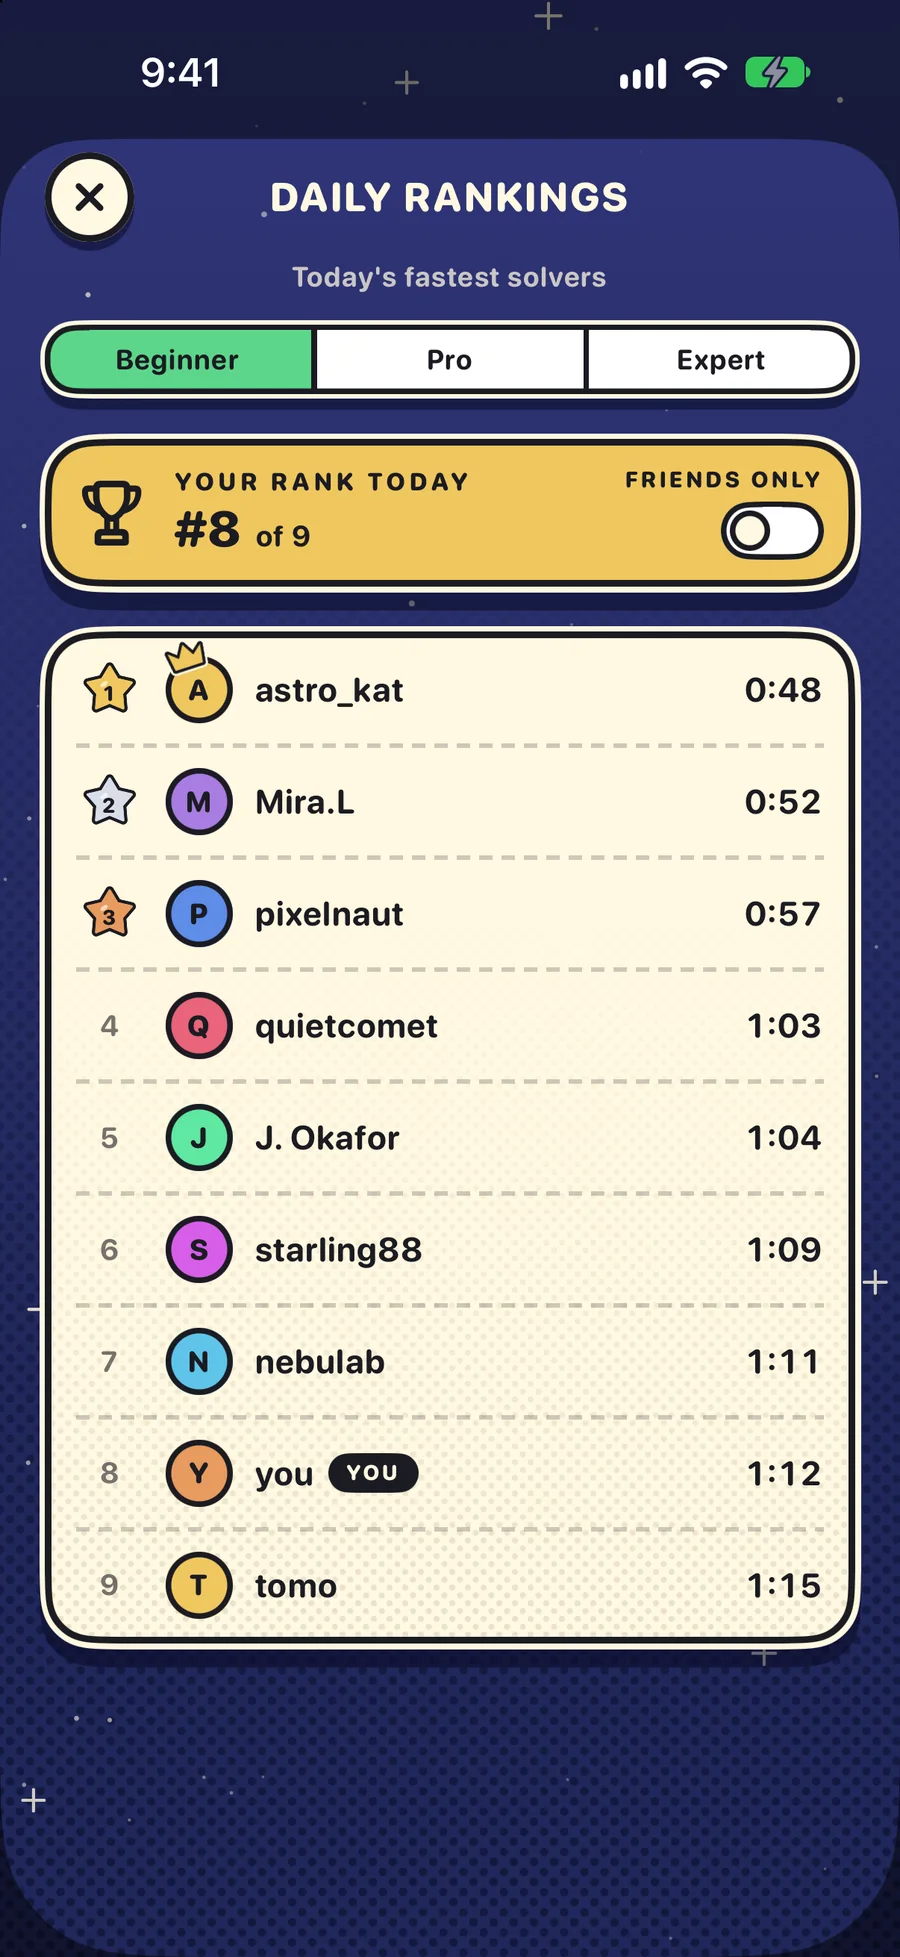 9:41
DAILY RANKINGS
Today's fastest solvers
Beginner Pro Expert
YOUR RANK TODAY
#8 of 9
FRIENDS ONLY
1 A astro_kat 0:48
2 M Mira.L 0:52
3 P pixelnaut 0:57
4 Q quietcomet 1:03
5 J J. Okafor 1:04
6 S starling88 1:09
7 N nebulab 1:11
8 Y you YOU 1:12
9 T tomo 1:15